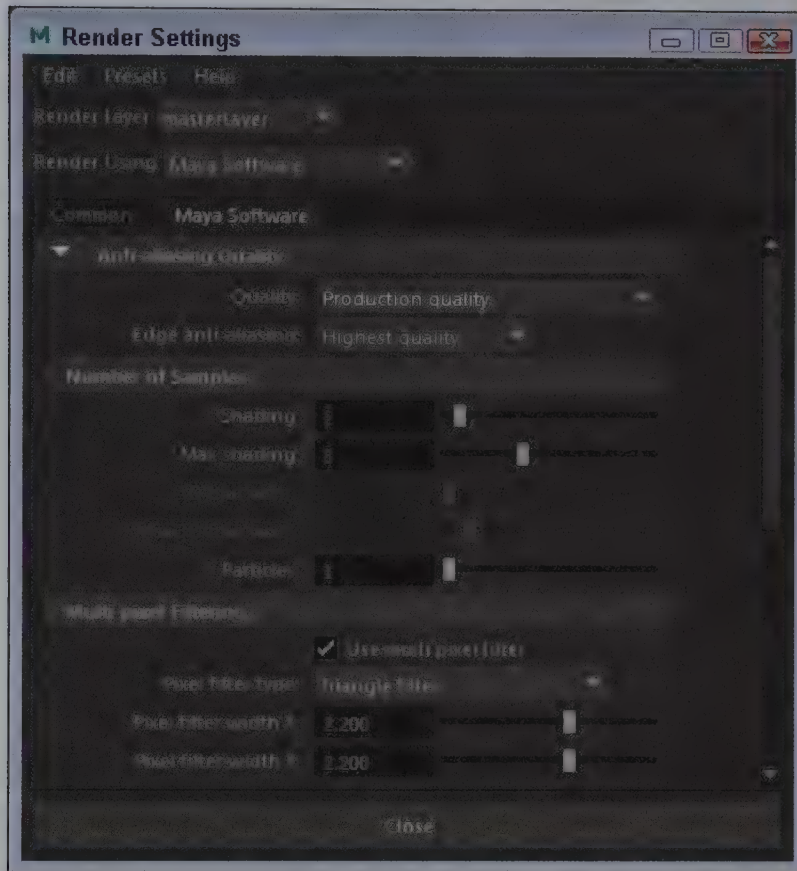 Render Settings
Edit Presets Help
Render Layer masterLayer
Render Using Maya Software
Common Maya Software
Anti-aliasing Quality
Quality Production quality
Edge anti-aliasing Highest quality
Number of Samples
Shading
Max shading
Particles
Multi-pixel Filtering
Use multi pixel filter
Pixel filter type Triangle filter
Pixel filter width X 2.200
Pixel filter width Y 2.200
Close